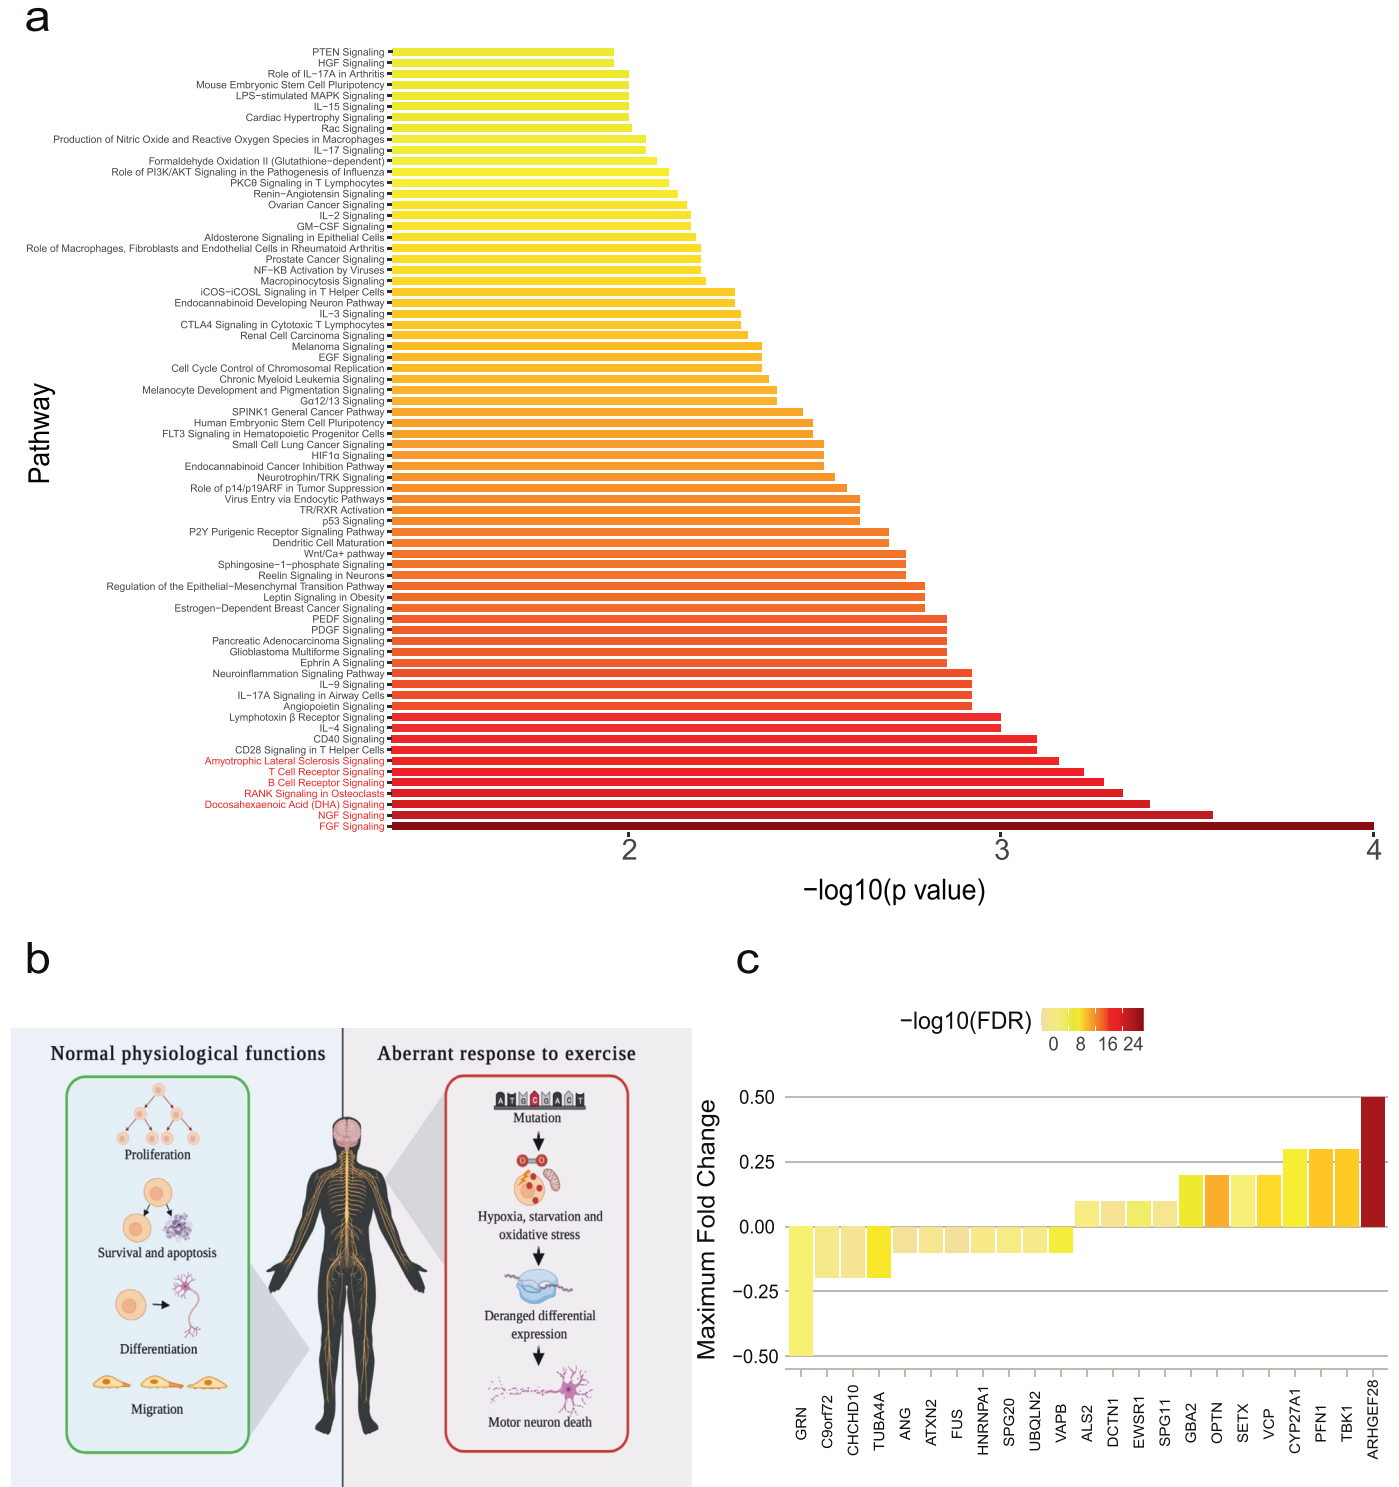 a
PTEN Signaling
HGF Signaling
Role of IL−17A in Arthritis
Mouse Embryonic Stem Cell Pluripotency
LPS−stimulated MAPK Signaling
IL−15 Signaling
Cardiac Hypertrophy Signaling
Rac Signaling
Production of Nitric Oxide and Reactive Oxygen Species in Macrophages
IL−17 Signaling
Formaldehyde Oxidation II (Glutathione−dependent)
Role of PI3K/AKT Signaling in the Pathogenesis of Influenza
PKCθ Signaling in T Lymphocytes
Renin−Angiotensin Signaling
Ovarian Cancer Signaling
IL−2 Signaling
GM−CSF Signaling
Aldosterone Signaling in Epithelial Cells
Role of Macrophages, Fibroblasts and Endothelial Cells in Rheumatoid Arthritis
Prostate Cancer Signaling
NF−KB Activation by Viruses
Macropinocytosis Signaling
iCOS−iCOSL Signaling in T Helper Cells
Endocannabinoid Developing Neuron Pathway
IL−3 Signaling
CTLA4 Signaling in Cytotoxic T Lymphocytes
Renal Cell Carcinoma Signaling
Melanoma Signaling
EGF Signaling
Cell Cycle Control of Chromosomal Replication
Chronic Myeloid Leukemia Signaling
Melanocyte Development and Pigmentation Signaling
Gα12/13 Signaling
SPINK1 General Cancer Pathway
Human Embryonic Stem Cell Pluripotency
FLT3 Signaling in Hematopoietic Progenitor Cells
Small Cell Lung Cancer Signaling
HIF1α Signaling
Endocannabinoid Cancer Inhibition Pathway
Neurotrophin/TRK Signaling
Role of p14/p19ARF in Tumor Suppression
Virus Entry via Endocytic Pathways
TR/RXR Activation
p53 Signaling
P2Y Purigenic Receptor Signaling Pathway
Dendritic Cell Maturation
Wnt/Ca+ pathway
Sphingosine−1−phosphate Signaling
Reelin Signaling in Neurons
Regulation of the Epithelial−Mesenchymal Transition Pathway
Leptin Signaling in Obesity
Estrogen−Dependent Breast Cancer Signaling
PEDF Signaling
PDGF Signaling
Pancreatic Adenocarcinoma Signaling
Glioblastoma Multiforme Signaling
Ephrin A Signaling
Neuroinflammation Signaling Pathway
IL−9 Signaling
IL−17A Signaling in Airway Cells
Angiopoietin Signaling
Lymphotoxin β Receptor Signaling
IL−4 Signaling
CD40 Signaling
CD28 Signaling in T Helper Cells
Amyotrophic Lateral Sclerosis Signaling
T Cell Receptor Signaling
B Cell Receptor Signaling
RANK Signaling in Osteoclasts
Docosahexaenoic Acid (DHA) Signaling
NGF Signaling
FGF Signaling
Pathway
2 3 4
−log10(p value)
b
Normal physiological functions
Proliferation
Survival and apoptosis
Differentiation
Migration
Aberrant response to exercise
A T G C G A C T
Mutation
O O
Hypoxia, starvation and
oxidative stress
Deranged differential
expression
Motor neuron death
c
−log10(FDR)
0 8 16 24
Maximum Fold Change
0.50
0.25
0.00
−0.25
−0.50
GRN
C9orf72
CHCHD10
TUBA4A
ANG
ATXN2
FUS
HNRNPA1
SPG20
UBQLN2
VAPB
ALS2
DCTN1
EWSR1
SPG11
GBA2
OPTN
SETX
VCP
CYP27A1
PFN1
TBK1
ARHGEF28